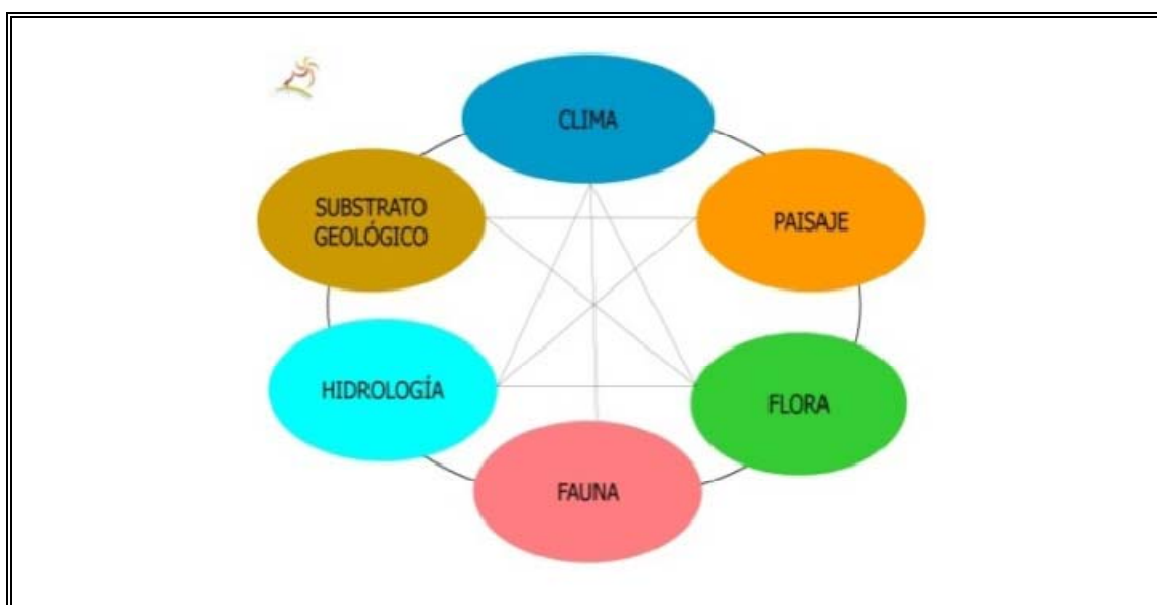 CLIMA
SUBSTRATO
GEOLÓGICO
PAISAJE
HIDROLOGÍA
FLORA
FAUNA